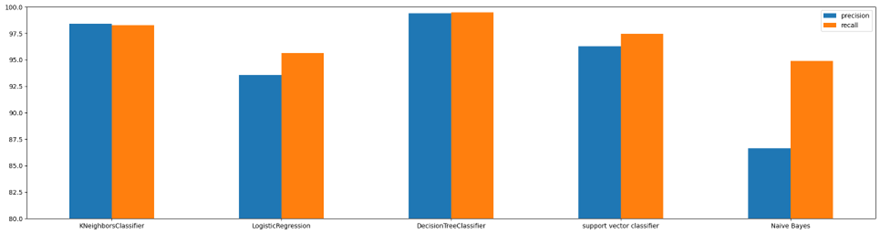 100.0
97.5
95.0
92.5
90.0
87.5
85.0
82.5
80.0
precision
recall
KNeighborsClassifier
LogisticRegression
DecisionTreeClassifier
support vector classifier
Naive Bayes